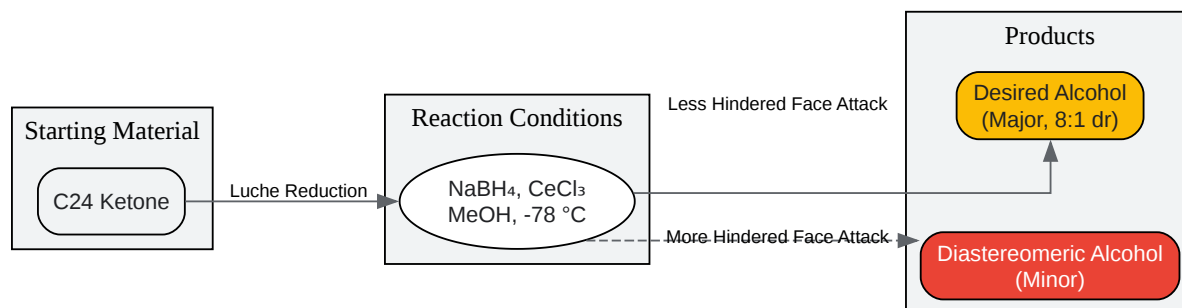 Starting Material
C24 Ketone
Luche Reduction
Reaction Conditions
NaBH₄, CeCl₃
MeOH, -78 °C
Less Hindered Face Attack
More Hindered Face Attack
Products
Desired Alcohol
(Major, 8:1 dr)
Diastereomeric Alcohol
(Minor)